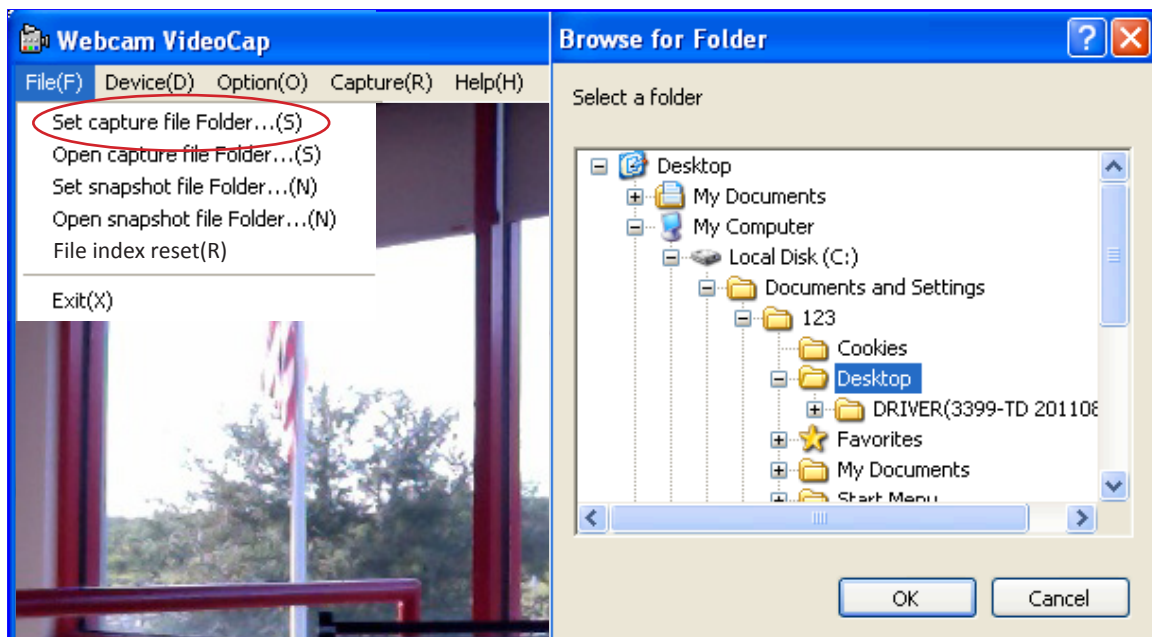 Webcam VideoCap
File(F) Device(D) Option(O) Capture(R) Help(H)
Set capture file Folder...(S)
Open capture file Folder...(S)
Set snapshot file Folder...(N)
Open snapshot file Folder...(N)
File index reset(R)
Exit(X)
Browse for Folder
Select a folder
Desktop
My Documents
My Computer
Local Disk (C:)
Documents and Settings
123
Cookies
Desktop
DRIVER(3399-TD 201108
Favorites
My Documents
Start Menu
OK Cancel